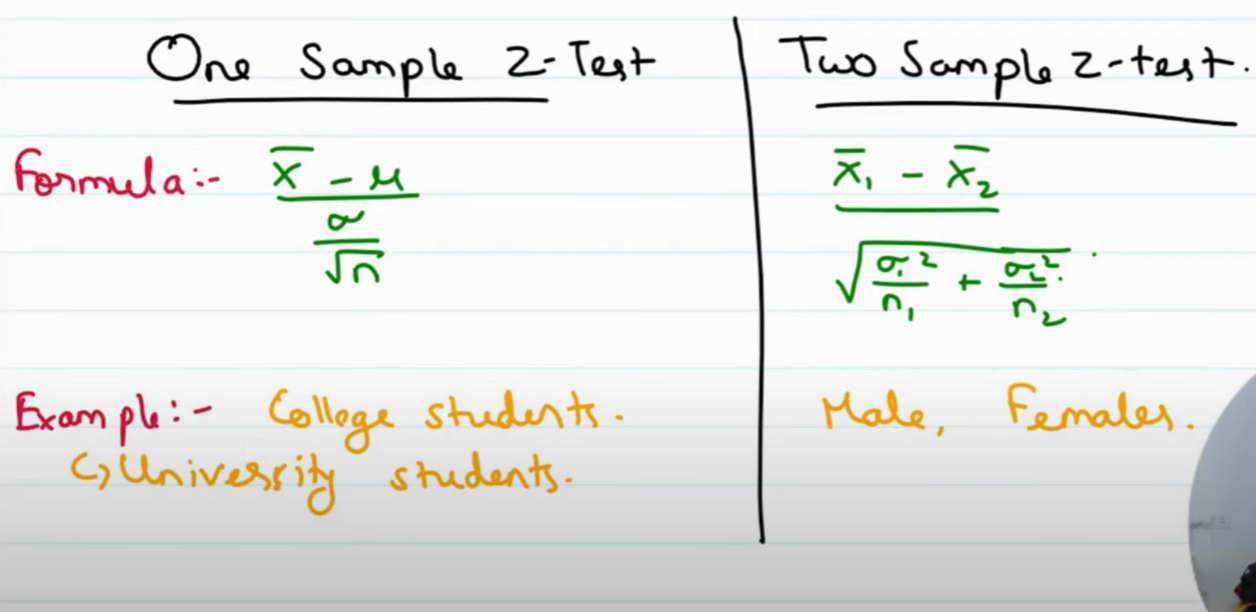 One Sample Z-Test
Formula:- x̄ - μ
σ
√n
Example:- College students.
↪ University students.
Two Sample Z-test.
x̄₁ - x̄₂
√ σ₁² + σ₂²
n₁ n₂
Male, Females.